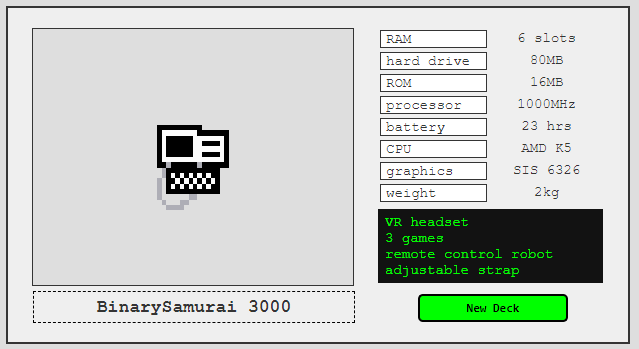 RAM 6 slots
hard drive 80MB
ROM 16MB
processor 1000MHz
battery 23 hrs
CPU AMD K5
graphics SIS 6326
weight 2kg
VR headset
3 games
remote control robot
adjustable strap
BinarySamurai 3000
New Deck